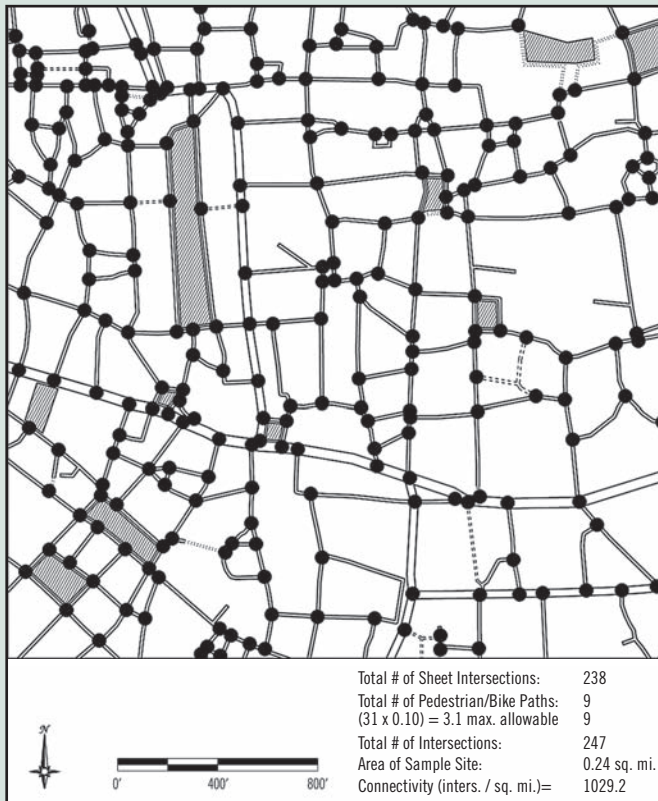 Total # of Sheet Intersections: 238
Total # of Pedestrian/Bike Paths: 9
(31 x 0.10) = 3.1 max. allowable 9
Total # of Intersections: 247
Area of Sample Site: 0.24 sq. mi.
Connectivity (inters. / sq. mi.)= 1029.2
N
0' 400' 800'